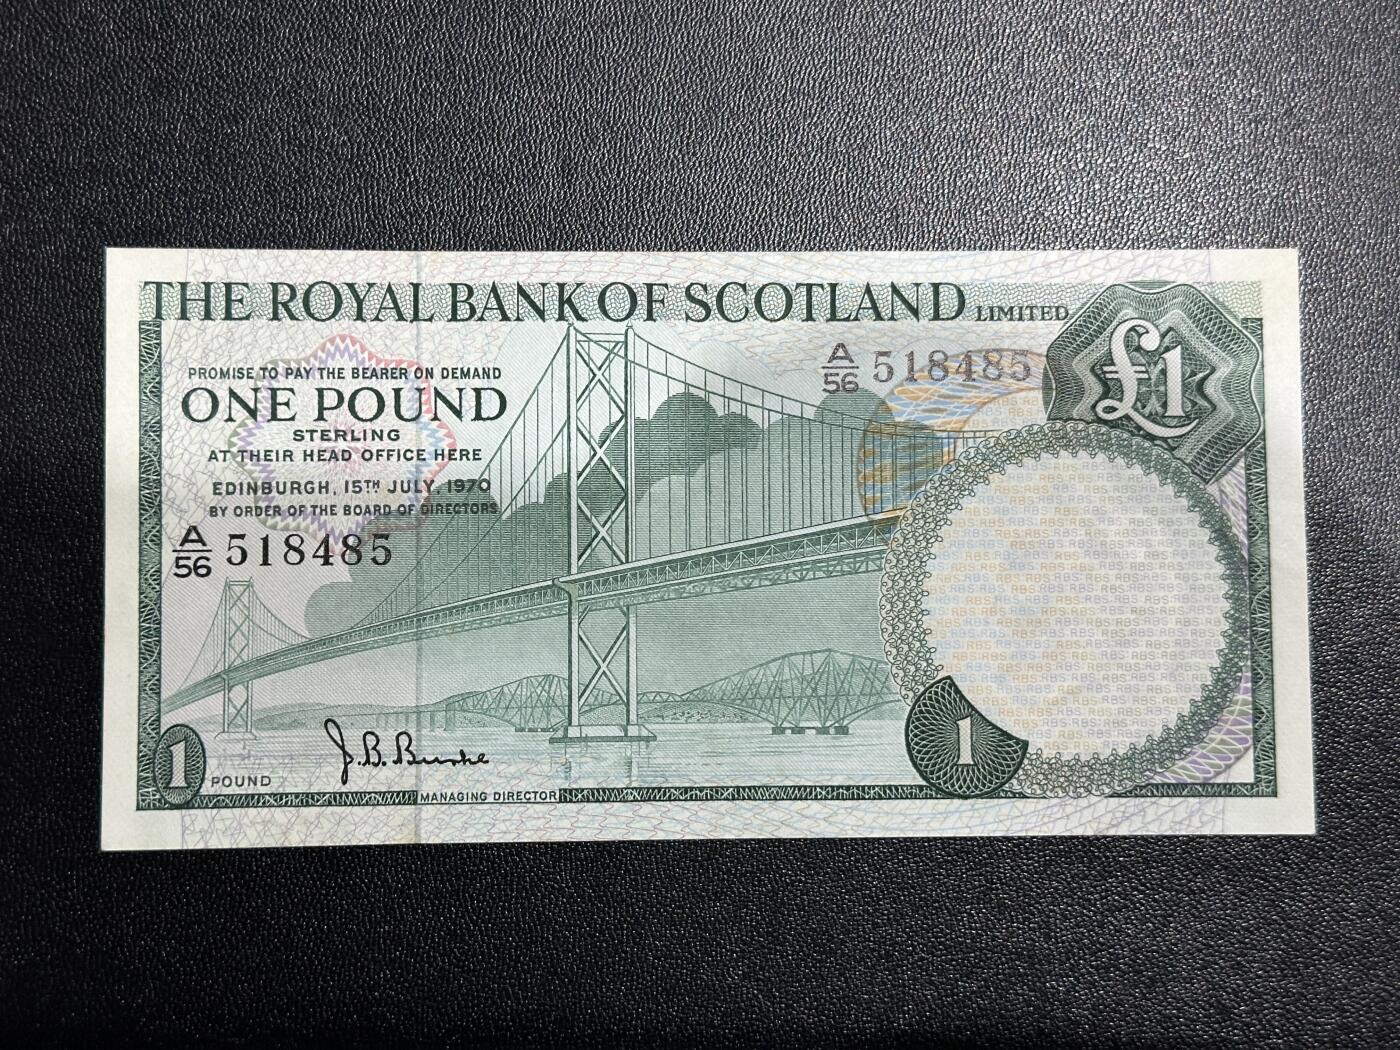 THE ROYAL BANK OF SCOTLAND LIMITED
£1
A/56 518485
PROMISE TO PAY THE BEARER ON DEMAND
ONE POUND
STERLING
AT THEIR HEAD OFFICE HERE
EDINBURGH, 15TH JULY, 1970
BY ORDER OF THE BOARD OF DIRECTORS
A/56 518485
1 POUND
J. B. Burke
MANAGING DIRECTOR
1